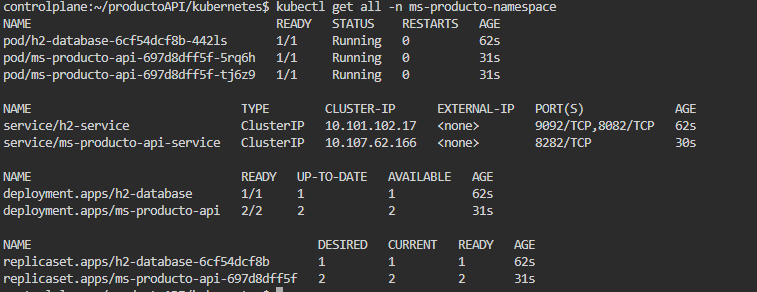 controlplane:~/productoAPI/kubernetes$ kubectl get all -n ms-producto-namespace
NAME READY STATUS RESTARTS AGE
pod/h2-database-6cf54dcf8b-442ls 1/1 Running 0 62s
pod/ms-producto-api-697d8dff5f-5rq6h 1/1 Running 0 31s
pod/ms-producto-api-697d8dff5f-tj6z9 1/1 Running 0 31s
NAME TYPE CLUSTER-IP EXTERNAL-IP PORT(S) AGE
service/h2-service ClusterIP 10.101.102.17 <none> 9092/TCP,8082/TCP 62s
service/ms-producto-api-service ClusterIP 10.107.62.166 <none> 8282/TCP 30s
NAME READY UP-TO-DATE AVAILABLE AGE
deployment.apps/h2-database 1/1 1 1 62s
deployment.apps/ms-producto-api 2/2 2 2 31s
NAME DESIRED CURRENT READY AGE
replicaset.apps/h2-database-6cf54dcf8b 1 1 1 62s
replicaset.apps/ms-producto-api-697d8dff5f 2 2 2 31s